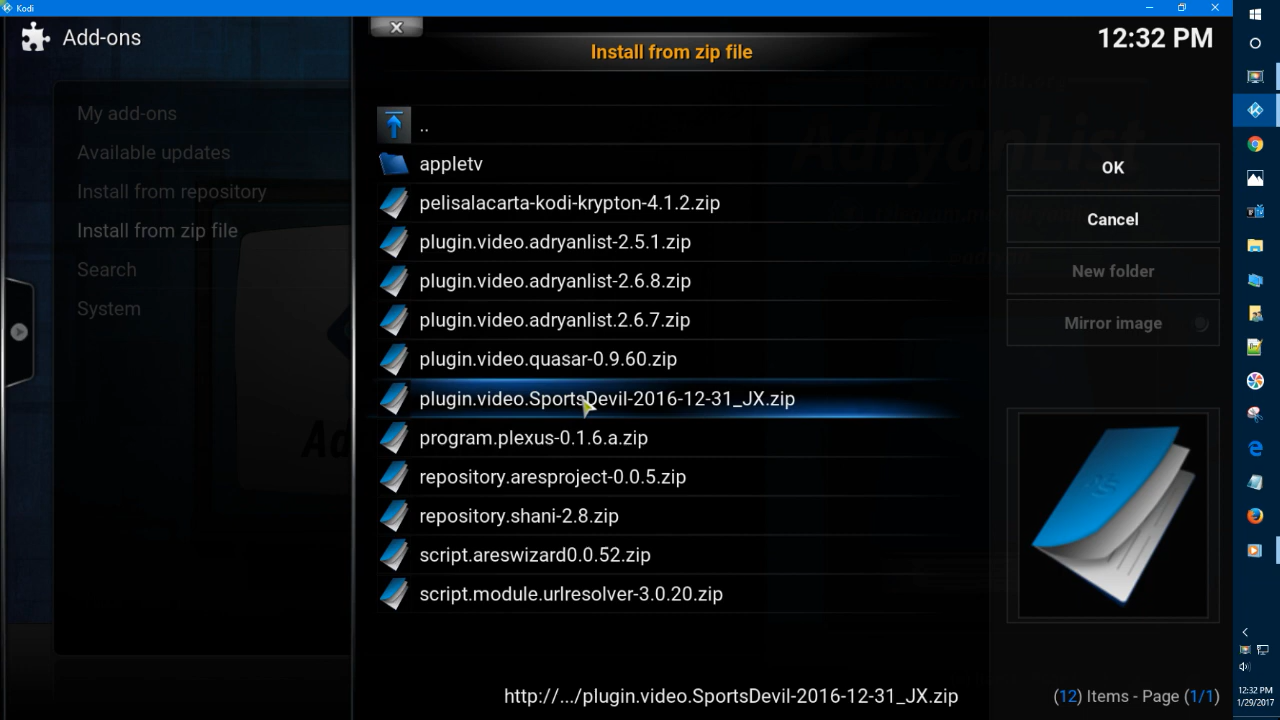 Kodi
Add-ons
Install from zip file
12:32 PM
My add-ons
Available updates
Install from repository
Install from zip file
Search
System
..
appletv
pelisalacarta-kodi-krypton-4.1.2.zip
plugin.video.adryanlist-2.5.1.zip
plugin.video.adryanlist-2.6.8.zip
plugin.video.adryanlist.2.6.7.zip
plugin.video.quasar-0.9.60.zip
plugin.video.SportsDevil-2016-12-31_JX.zip
program.plexus-0.1.6.a.zip
repository.aresproject-0.0.5.zip
repository.shani-2.8.zip
script.areswizard0.0.52.zip
script.module.urlresolver-3.0.20.zip
OK
Cancel
New folder
Mirror image
AdryanList
http://.../plugin.video.SportsDevil-2016-12-31_JX.zip
(12) Items - Page (1/1)
12:32 PM
1/29/2017